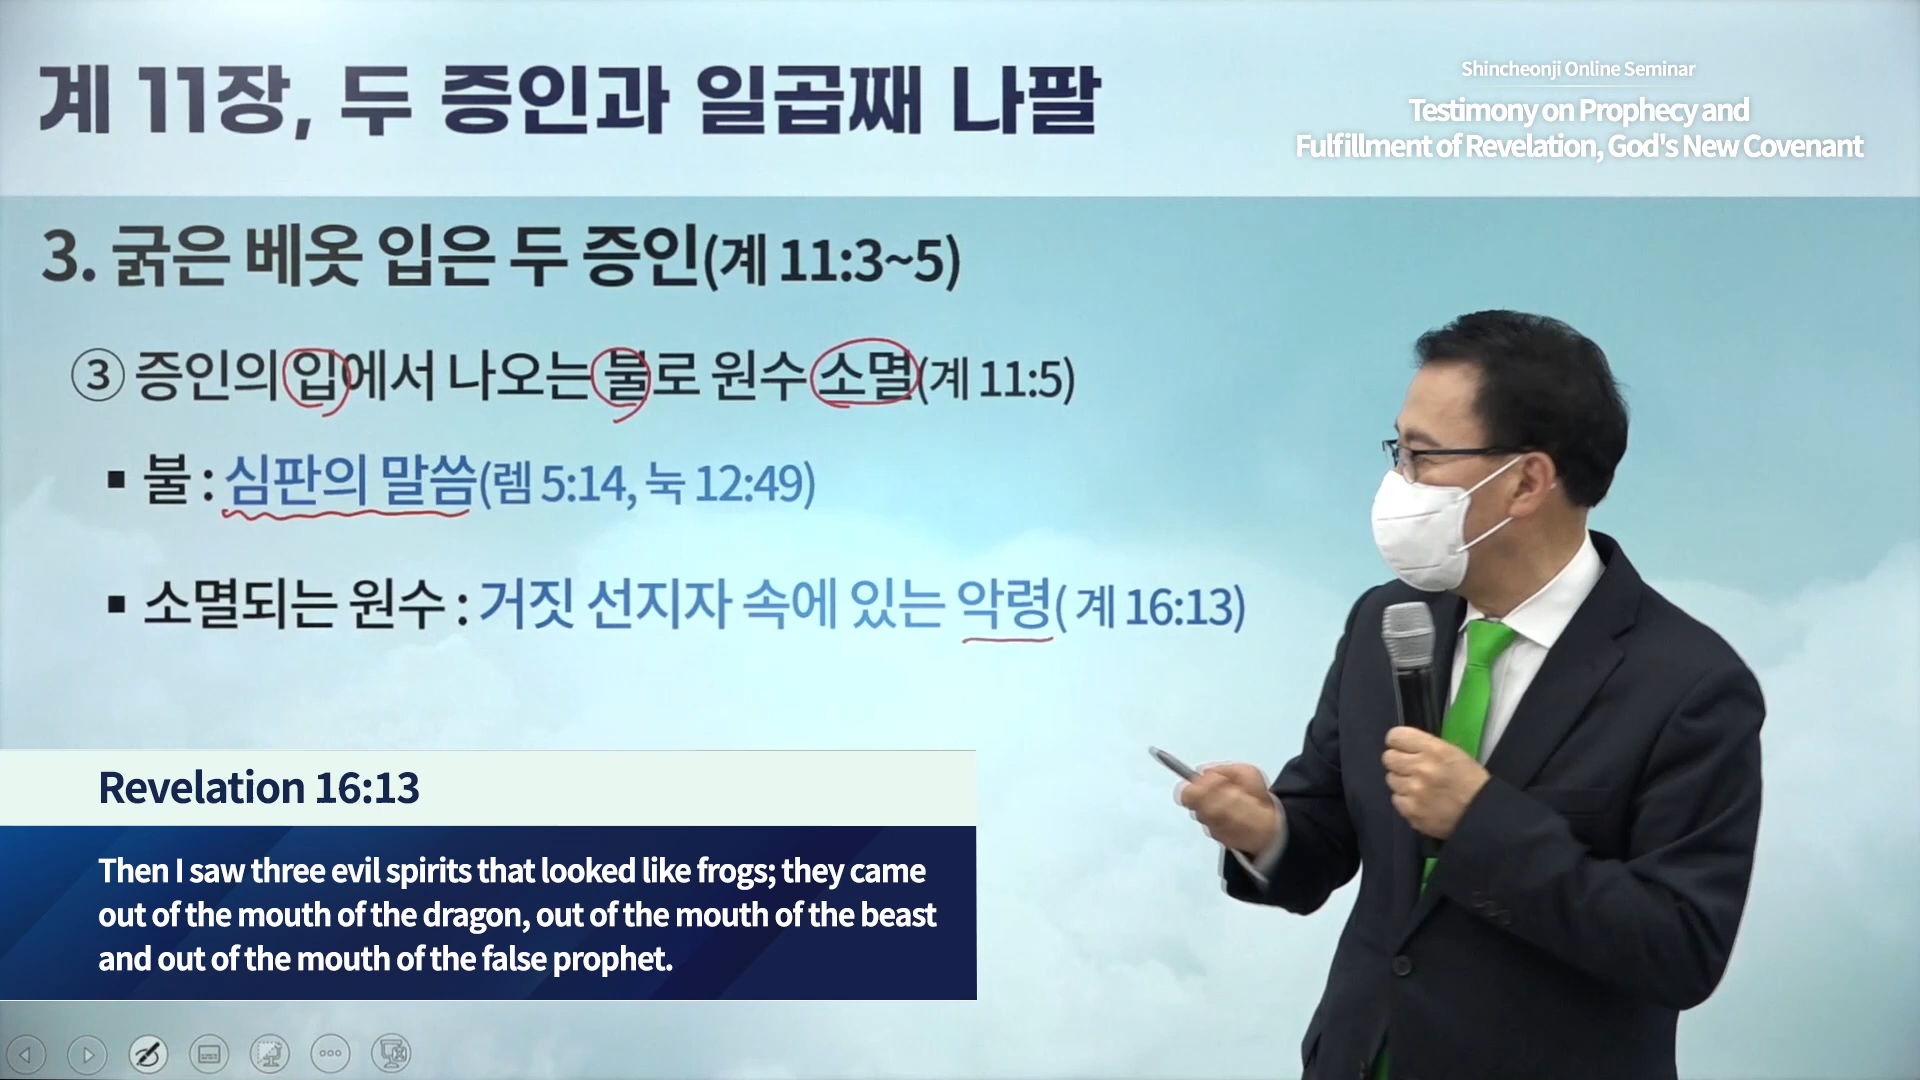 계 11장, 두 증인과 일곱째 나팔
Shincheonji Online Seminar
Testimony on Prophecy and
Fulfillment of Revelation, God's New Covenant
3. 굵은 베옷 입은 두 증인(계 11:3~5)
③ 증인의 입에서 나오는 불로 원수 소멸(계 11:5)
▪ 불 : 심판의 말씀(렘 5:14, 눅 12:49)
▪ 소멸되는 원수 : 거짓 선지자 속에 있는 악령( 계 16:13)
Revelation 16:13
Then I saw three evil spirits that looked like frogs; they came
out of the mouth of the dragon, out of the mouth of the beast
and out of the mouth of the false prophet.